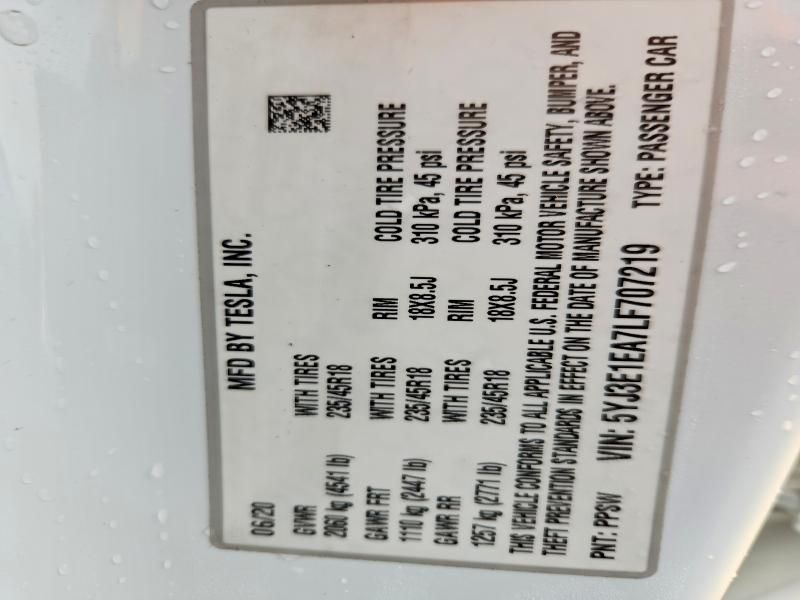 MFD BY TESLA, INC.
06/20
GVWR WITH TIRES
2060 kg (4541 lb) 235/45R18
GAWR FRT WITH TIRES RIM COLD TIRE PRESSURE
1110 kg (2447 lb) 235/45R18 18X8.5J 310 kPa, 45 psi
GAWR RR WITH TIRES RIM COLD TIRE PRESSURE
1257 kg (2771 lb) 235/45R18 18X8.5J 310 kPa, 45 psi
THIS VEHICLE CONFORMS TO ALL APPLICABLE U.S. FEDERAL MOTOR VEHICLE SAFETY, BUMPER, AND
THEFT PREVENTION STANDARDS IN EFFECT ON THE DATE OF MANUFACTURE SHOWN ABOVE.
PNT: PPSW VIN: 5YJ3E1EA7LF707219 TYPE: PASSENGER CAR